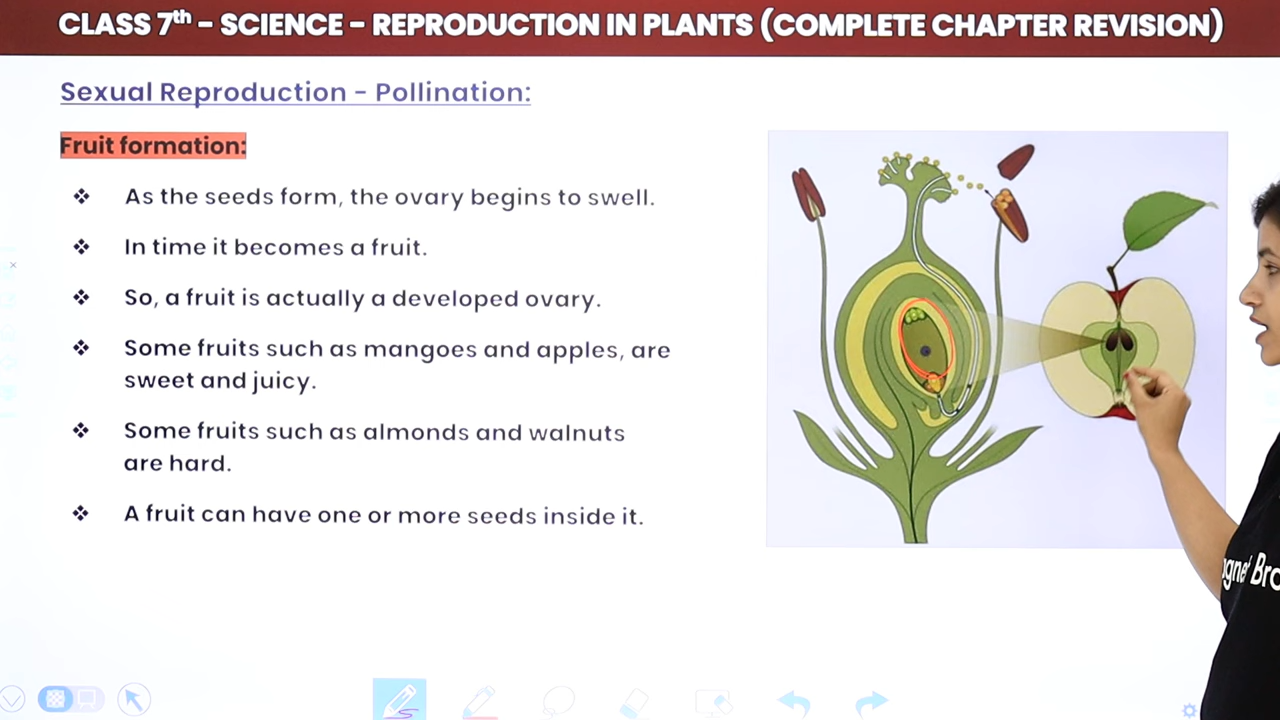 CLASS 7th – SCIENCE – REPRODUCTION IN PLANTS (COMPLETE CHAPTER REVISION)
Sexual Reproduction – Pollination:
Fruit formation:
❖ As the seeds form, the ovary begins to swell.
❖ In time it becomes a fruit.
❖ So, a fruit is actually a developed ovary.
❖ Some fruits such as mangoes and apples, are
sweet and juicy.
❖ Some fruits such as almonds and walnuts
are hard.
❖ A fruit can have one or more seeds inside it.